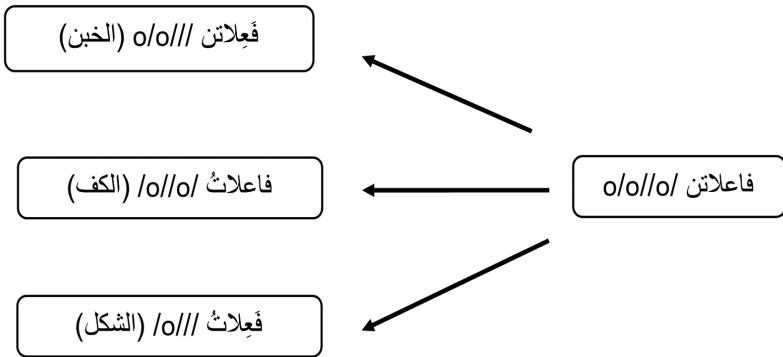 فاعلاتن /o//o/o
فَعِلاتن ///o/o (الخبن)
فاعلاتُ /o//o/ (الكف)
فَعِلاتُ ///o/ (الشكل)